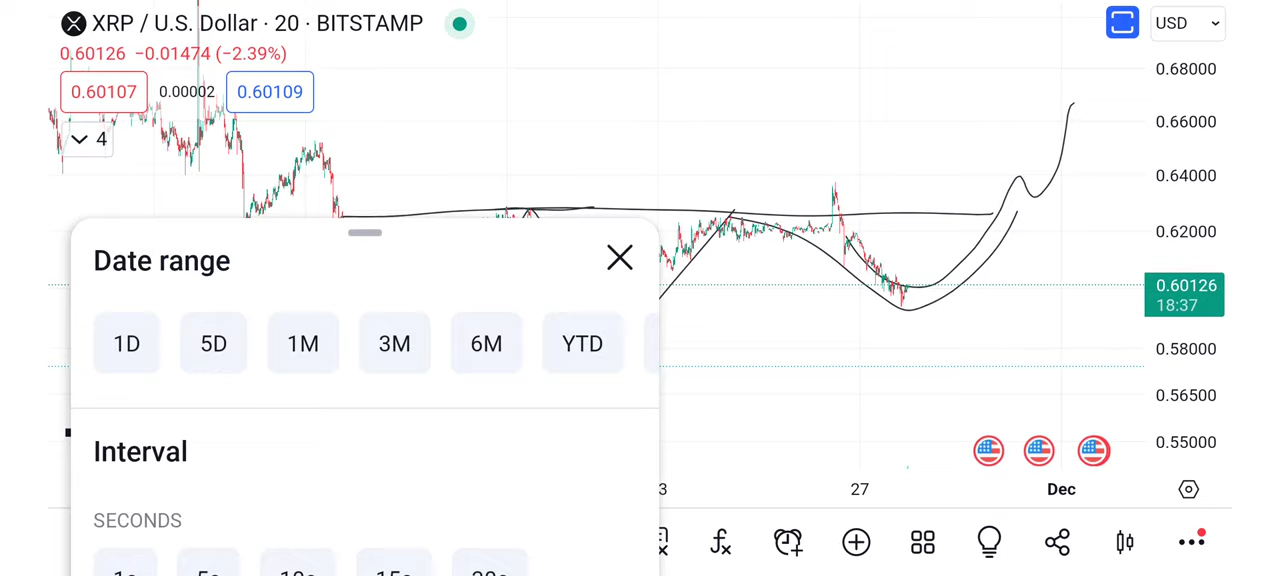 XRP / U.S. Dollar · 20 · BITSTAMP
USD
0.60126 −0.01474 (−2.39%)
0.60107 0.00002 0.60109
4
0.68000
0.66000
0.64000
0.62000
0.60126
18:37
0.58000
0.56500
0.55000
Date range
1D 5D 1M 3M 6M YTD
Interval
SECONDS
3 27 Dec